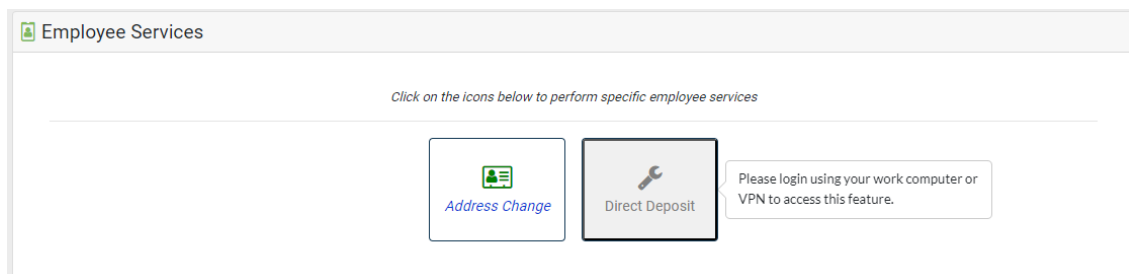 Employee Services
Click on the icons below to perform specific employee services
Address Change
Direct Deposit
Please login using your work computer or
VPN to access this feature.